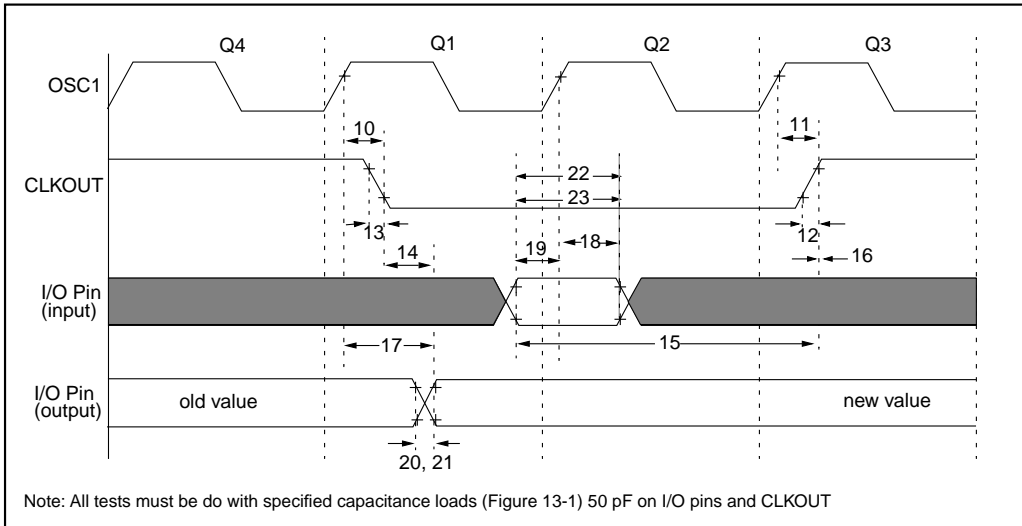 Q4 Q1 Q2 Q3
OSC1
10 11
CLKOUT
22
23
13 12
14 19 18 16
I/O Pin
(input)
17 15
I/O Pin
(output)
old value new value
20, 21
Note: All tests must be do with specified capacitance loads (Figure 13-1) 50 pF on I/O pins and CLKOUT